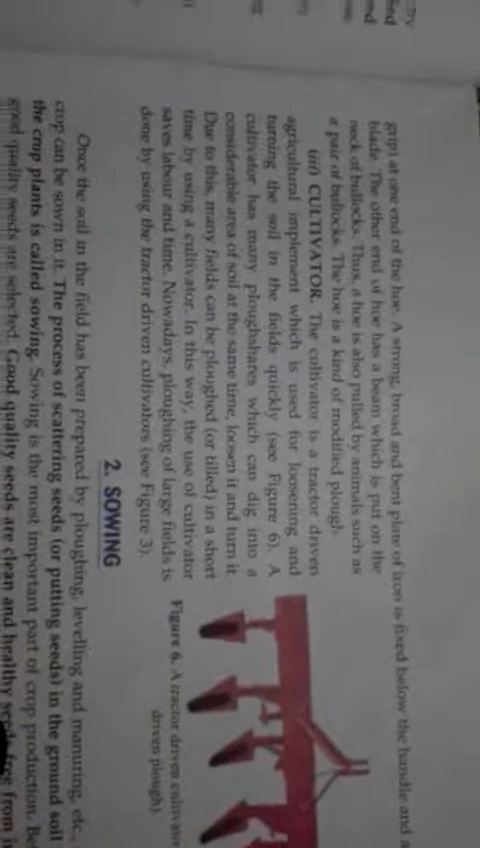 grip) at one end of the hoe. A strong, broad and bent plate of iron is fixed below the handle and a
blade. The other end of hoe has a beam which is put on the
neck of bullocks. Thus, a hoe is also pulled by animals such as
a pair of bullocks. The hoe is a kind of modified plough.
(iii) CULTIVATOR. The cultivator is a tractor driven
agricultural implement which is used for loosening and
turning the soil in the fields quickly (see Figure 6). A
cultivator has many ploughshares which can dig into a
considerable area of soil at the same time, loosen it and turn it.
Due to this, many fields can be ploughed (or tilled) in a short
time by using a cultivator. In this way, the use of cultivator
saves labour and time. Nowadays, ploughing of large fields is
done by using the tractor driven cultivators (see Figure 3).
Figure 6. A tractor driven cultivator
driven plough).
2. SOWING
Once the soil in the field has been prepared by ploughing, levelling and manuring, etc.,
crop can be sown in it. The process of scattering seeds (or putting seeds) in the ground soil
the crop plants is called sowing. Sowing is the most important part of crop production. Be
good quality seeds are selected. Good quality seeds are clean and healthy free from